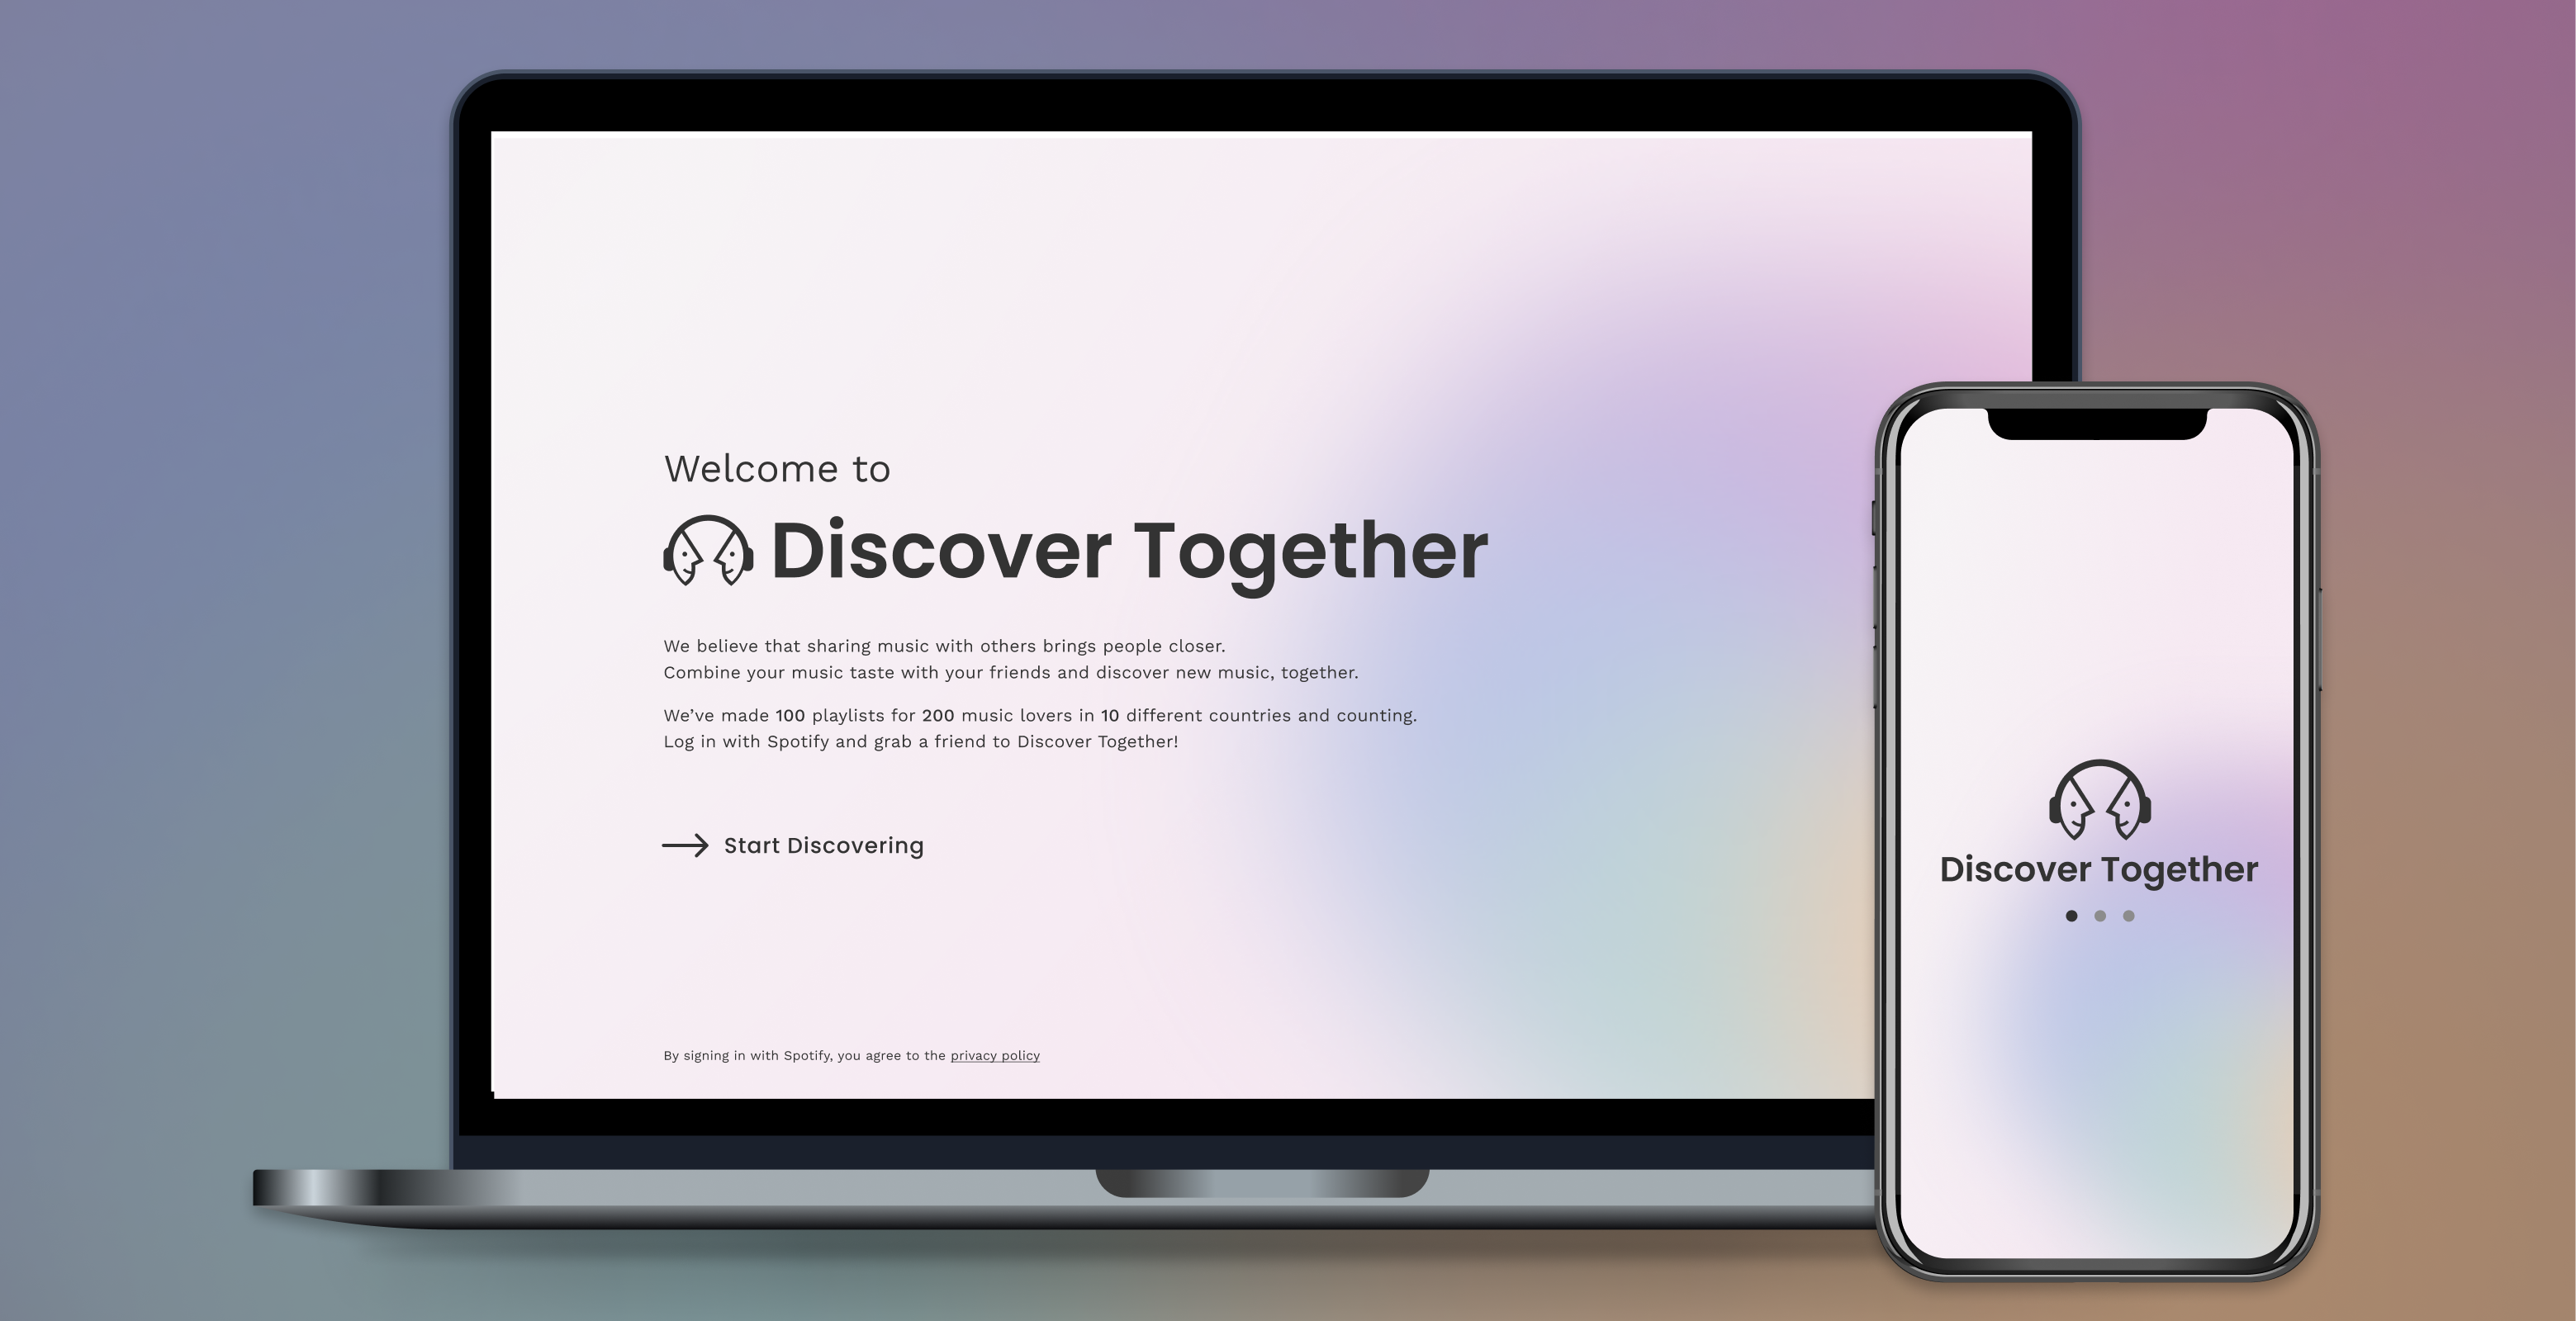 Welcome to
Discover Together
We believe that sharing music with others brings people closer.
Combine your music taste with your friends and discover new music, together.
We’ve made 100 playlists for 200 music lovers in 10 different countries and counting.
Log in with Spotify and grab a friend to Discover Together!
Start Discovering
By signing in with Spotify, you agree to the privacy policy
Discover Together